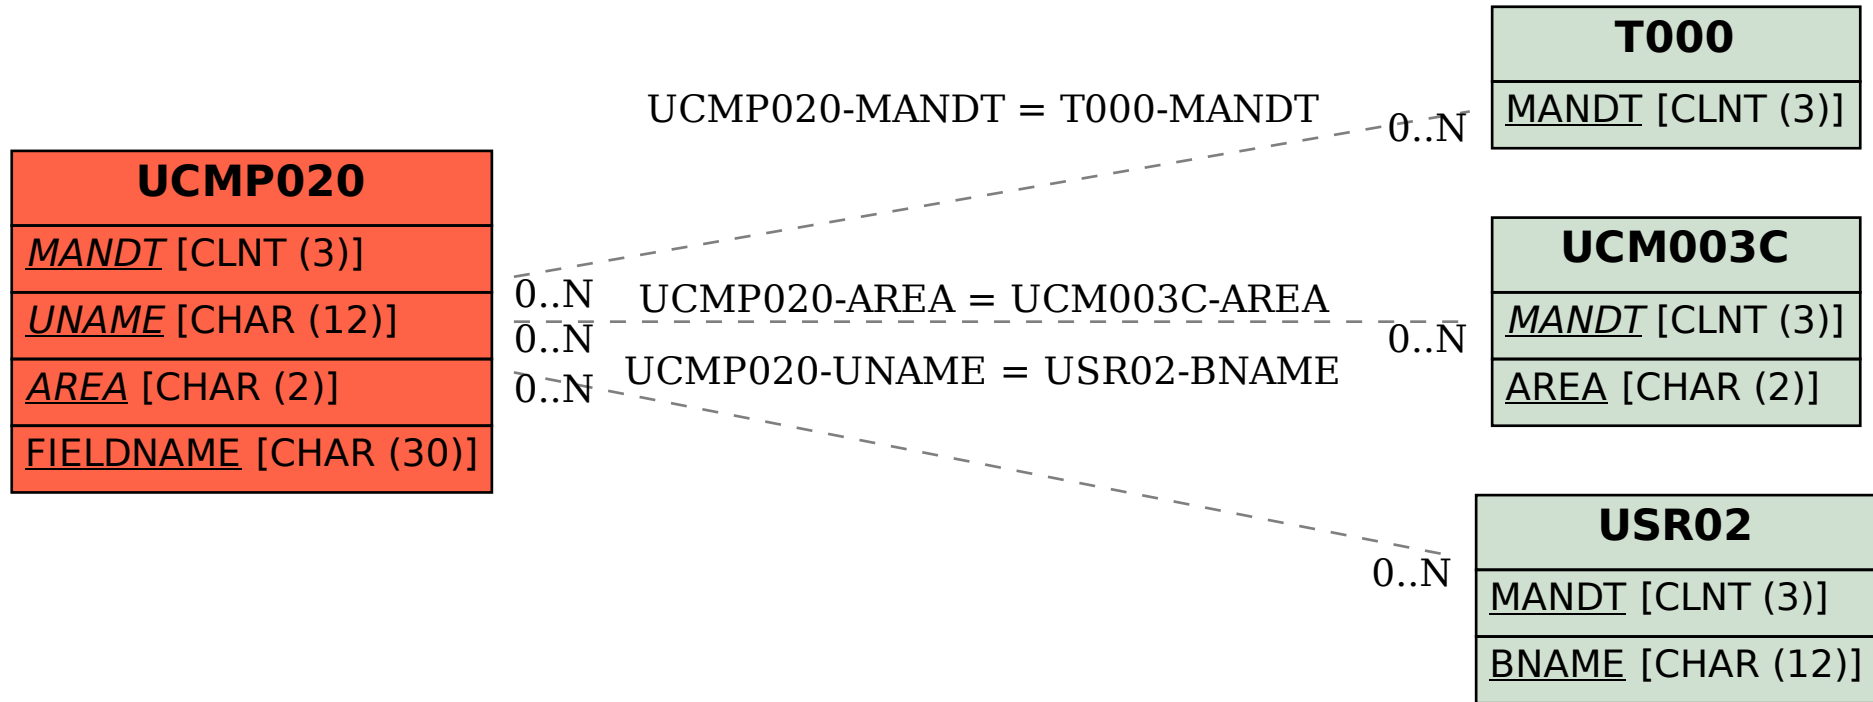 UCMP020
MANDT [CLNT (3)]
UNAME [CHAR (12)]
AREA [CHAR (2)]
FIELDNAME [CHAR (30)]
UCMP020-MANDT = T000-MANDT
0..N
0..N
UCMP020-AREA = UCM003C-AREA
0..N
0..N
UCMP020-UNAME = USR02-BNAME
0..N
0..N
T000
MANDT [CLNT (3)]
UCM003C
MANDT [CLNT (3)]
AREA [CHAR (2)]
USR02
MANDT [CLNT (3)]
BNAME [CHAR (12)]